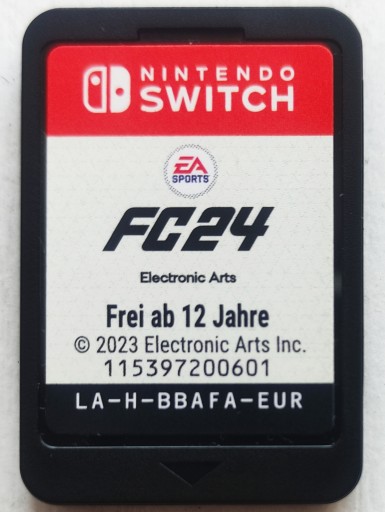 NINTENDO
SWITCH
EA
SPORTS
FC24
Electronic Arts
Frei ab 12 Jahre
© 2023 Electronic Arts Inc.
115397200601
LA-H-BBAFA-EUR